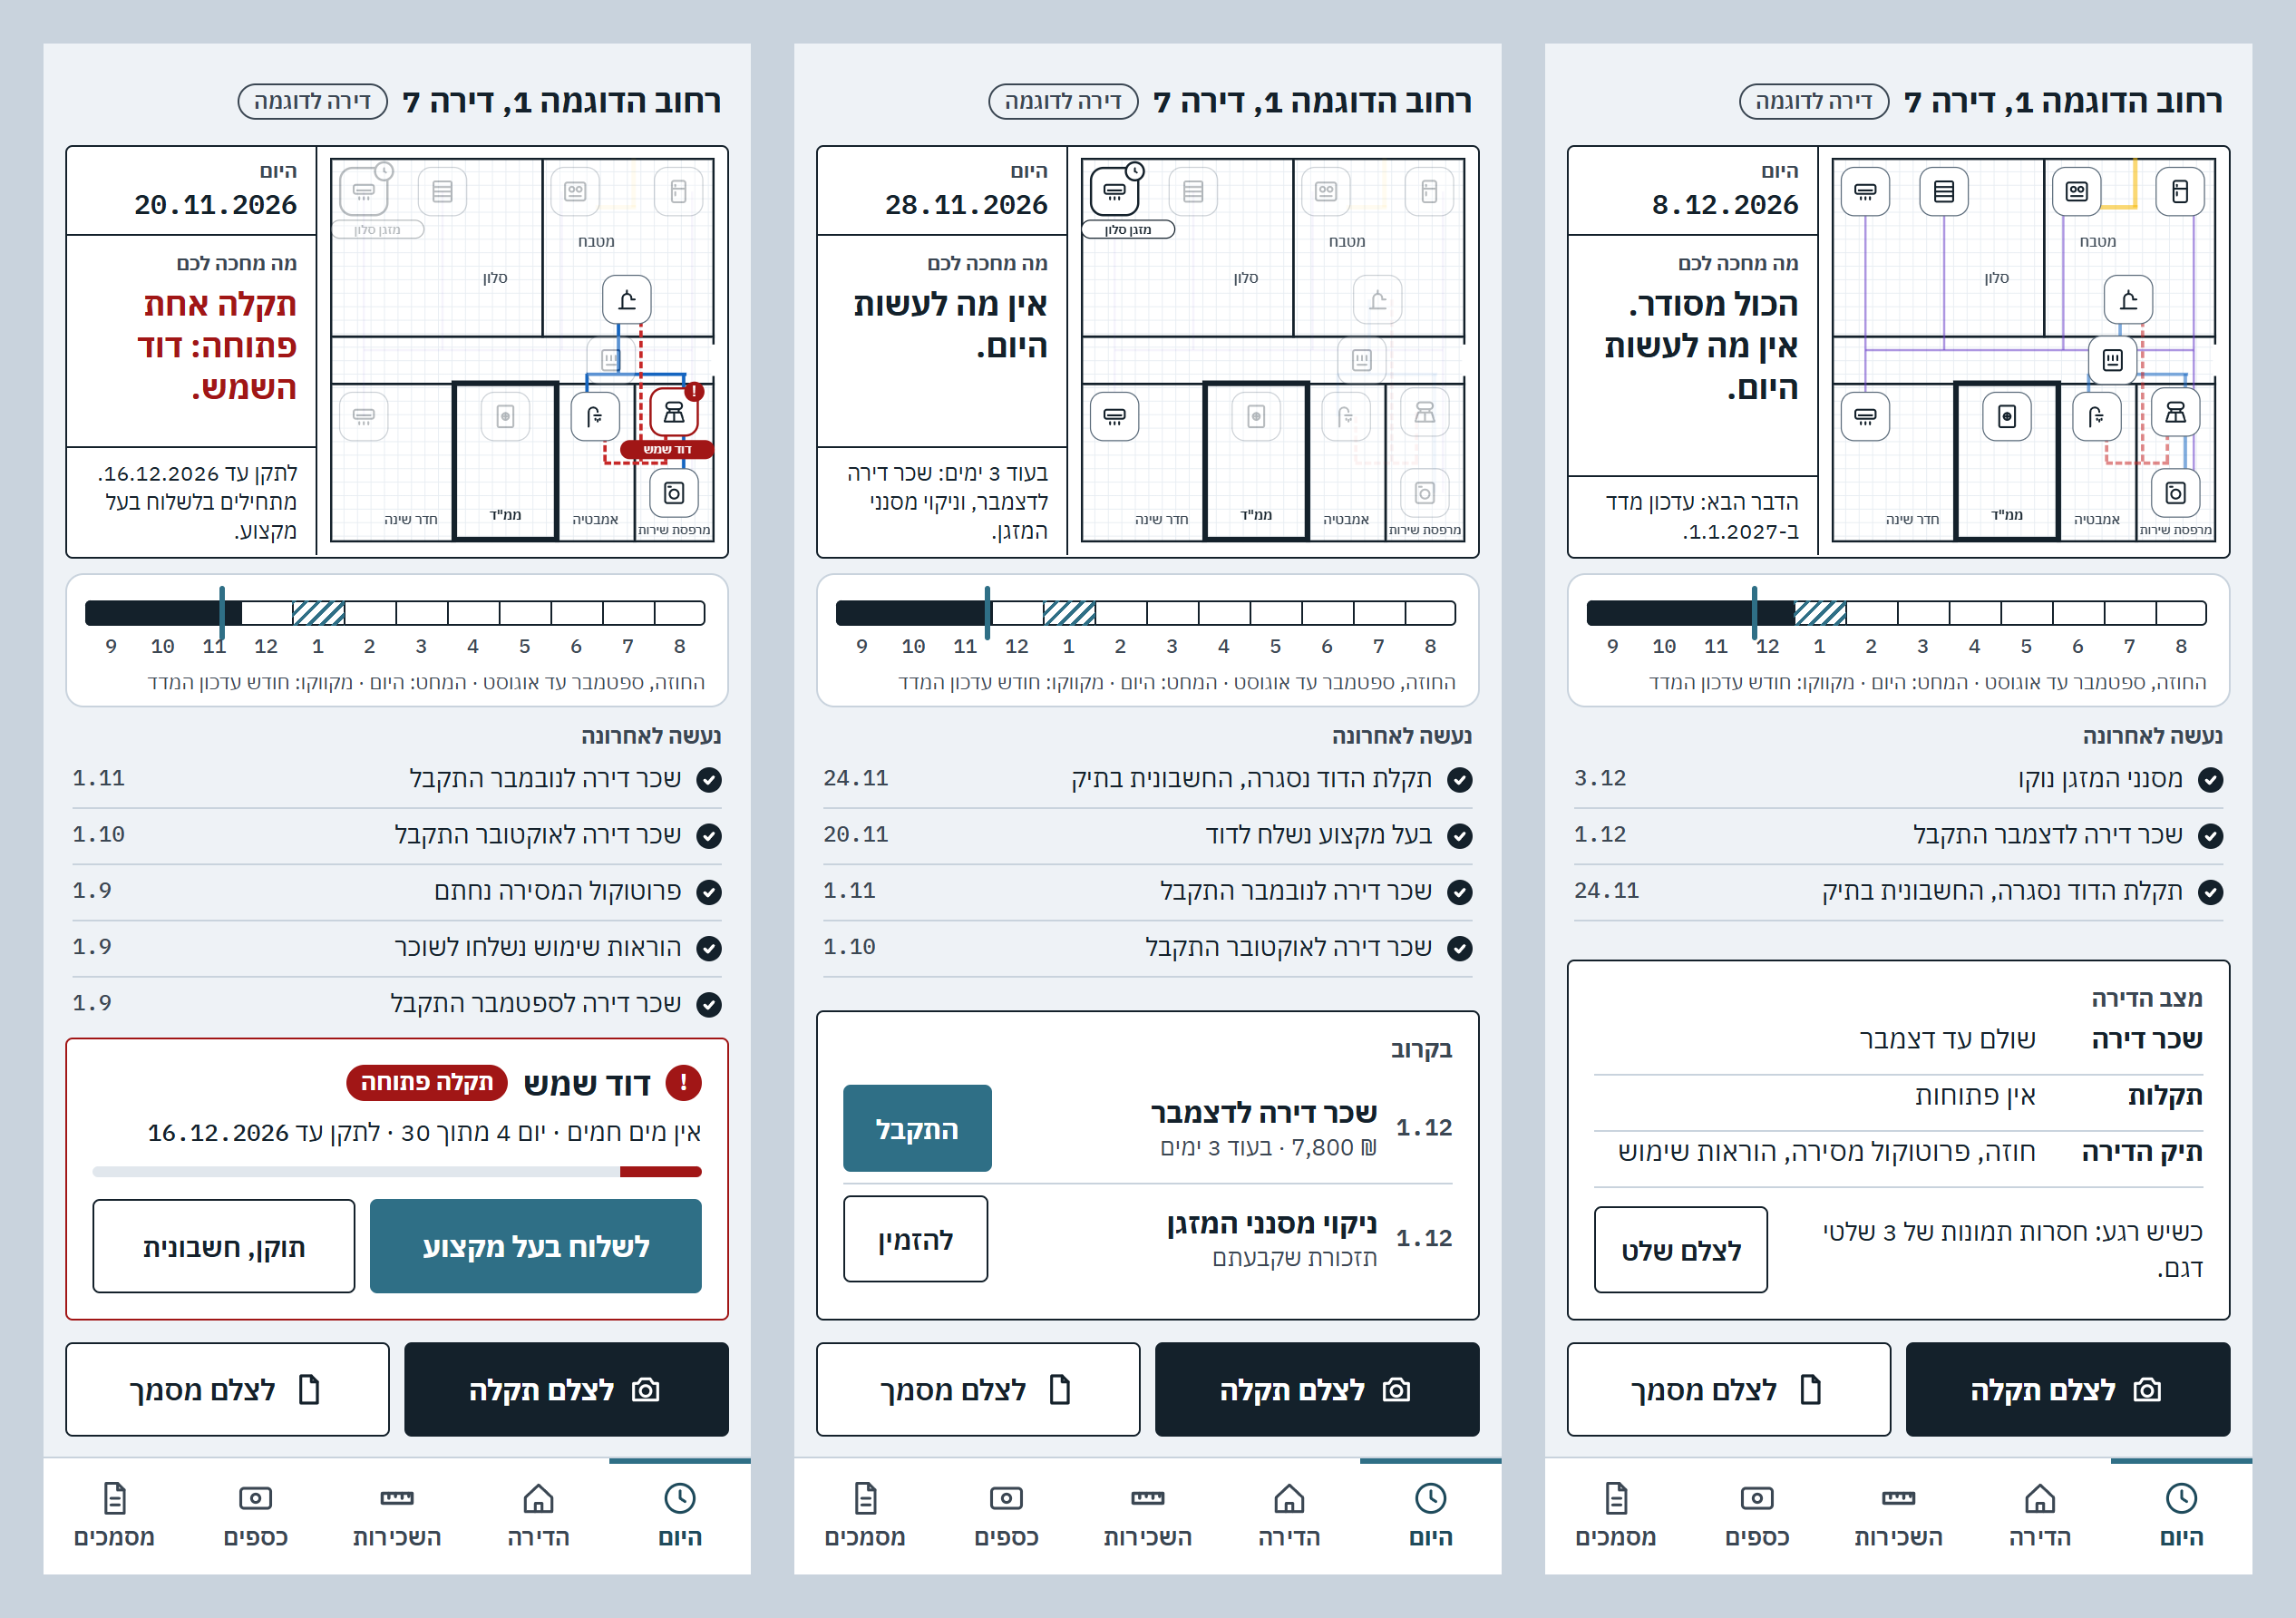 רחוב הדוגמה 1, דירה 7
דירה לדוגמה
היום
8.12.2026
מה מחכה לכם
הכול מסודר.
אין מה לעשות
היום.
הדבר הבא: עדכון מדד
ב-1.1.2027.
מטבח
סלון
חדר שינה
ממ"ד
אמבטיה
מרפסת שירות
9 10 11 12 1 2 3 4 5 6 7 8
החוזה, ספטמבר עד אוגוסט · המחט: היום · מקווקו: חודש עדכון המדד
נעשה לאחרונה
מסנני המזגן נוקו 3.12
שכר דירה לדצמבר התקבל 1.12
תקלת הדוד נסגרה, החשבונית בתיק 24.11
מצב הדירה
שכר דירה שולם עד דצמבר
תקלות אין פתוחות
תיק הדירה חוזה, פרוטוקול מסירה, הוראות שימוש
כשיש רגע: חסרות תמונות של 3 שלטי
דגם.
לצלם שלט
לצלם תקלה
לצלם מסמך
היום
הדירה
השכירות
כספים
מסמכים
רחוב הדוגמה 1, דירה 7
דירה לדוגמה
היום
28.11.2026
מה מחכה לכם
אין מה לעשות
היום.
בעוד 3 ימים: שכר דירה
לדצמבר, וניקוי מסנני
המזגן.
מזגן סלון
מטבח
סלון
חדר שינה
ממ"ד
אמבטיה
מרפסת שירות
9 10 11 12 1 2 3 4 5 6 7 8
החוזה, ספטמבר עד אוגוסט · המחט: היום · מקווקו: חודש עדכון המדד
נעשה לאחרונה
תקלת הדוד נסגרה, החשבונית בתיק 24.11
בעל מקצוע נשלח לדוד 20.11
שכר דירה לנובמבר התקבל 1.11
שכר דירה לאוקטובר התקבל 1.10
בקרוב
1.12 שכר דירה לדצמבר
₪ 7,800 · בעוד 3 ימים
התקבל
1.12 ניקוי מסנני המזגן
תזכורת שקבעתם
להזמין
לצלם תקלה
לצלם מסמך
היום
הדירה
השכירות
כספים
מסמכים
רחוב הדוגמה 1, דירה 7
דירה לדוגמה
היום
20.11.2026
מה מחכה לכם
תקלה אחת
פתוחה: דוד
השמש.
לתקן עד 16.12.2026.
מתחילים בלשלוח בעל
מקצוע.
מזגן סלון
מטבח
סלון
דוד שמש
חדר שינה
ממ"ד
אמבטיה
מרפסת שירות
9 10 11 12 1 2 3 4 5 6 7 8
החוזה, ספטמבר עד אוגוסט · המחט: היום · מקווקו: חודש עדכון המדד
נעשה לאחרונה
שכר דירה לנובמבר התקבל 1.11
שכר דירה לאוקטובר התקבל 1.10
פרוטוקול המסירה נחתם 1.9
הוראות שימוש נשלחו לשוכר 1.9
שכר דירה לספטמבר התקבל 1.9
דוד שמש
תקלה פתוחה
אין מים חמים · יום 4 מתוך 30 · לתקן עד 16.12.2026
לשלוח בעל מקצוע
תוקן, חשבונית
לצלם תקלה
לצלם מסמך
היום
הדירה
השכירות
כספים
מסמכים